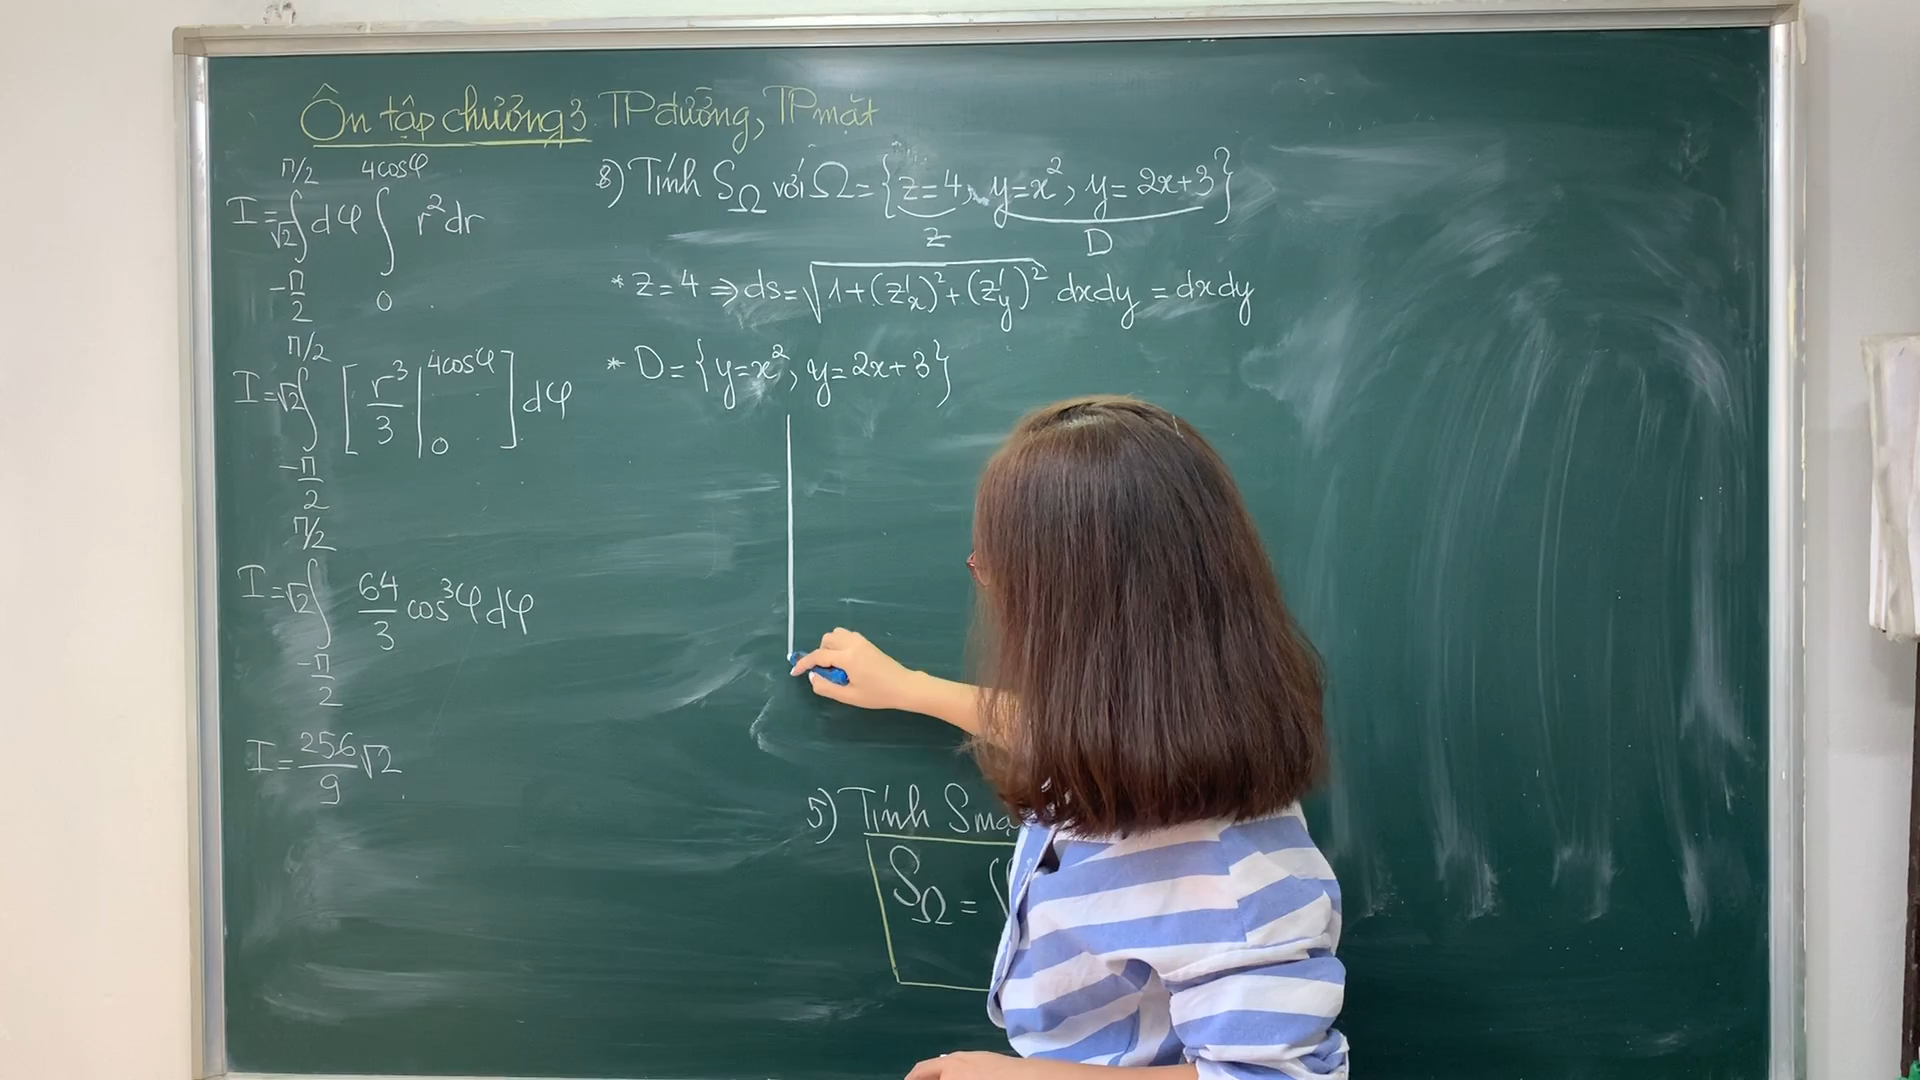 Ôn tập chương 3 TP đường, TP mặt
I = √2 ∫_{-π/2}^{π/2} dφ ∫_0^{4cosφ} r² dr
I = √2 ∫_{-π/2}^{π/2} [ r³/3 |_0^{4cosφ} ] dφ
I = √2 ∫_{-π/2}^{π/2} 64/3 cos³φ dφ
I = 256/9 √2
8) Tính S_Ω với Ω = { z = 4, y = x², y = 2x + 3 }
z D
* z = 4 ⇒ ds = √(1 + (z'_x)² + (z'_y)²) dxdy = dxdy
* D = { y = x², y = 2x + 3 }
5) Tính S
S_Ω =